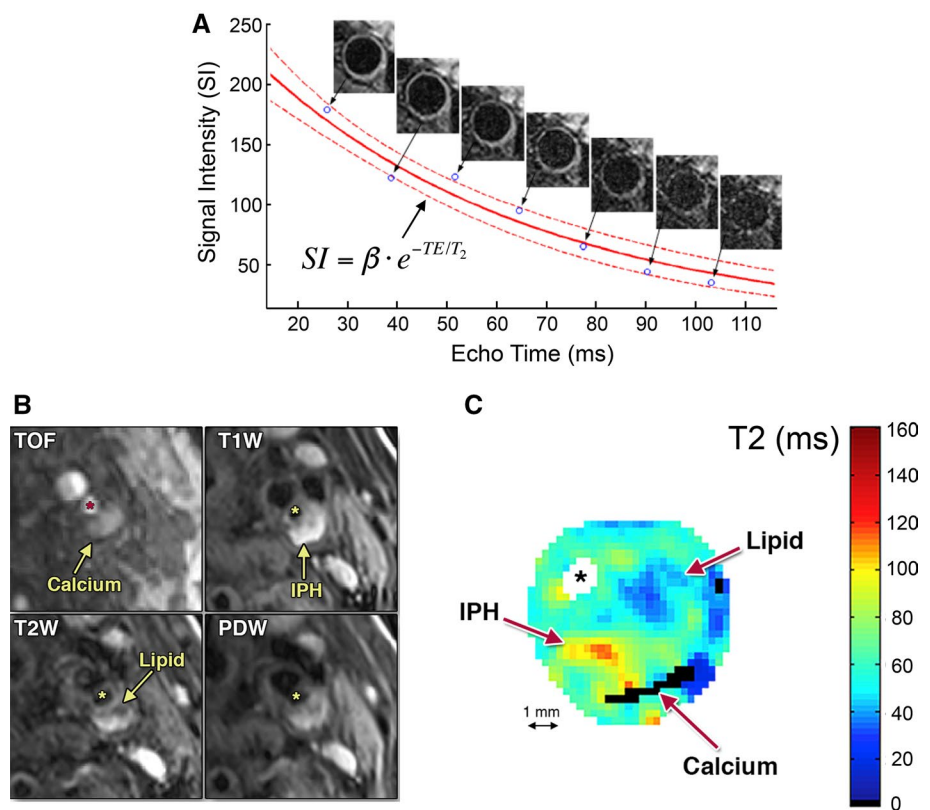 A
250
200
150
100
50
Signal Intensity (SI)
SI = β · e^{-TE/T_2}
20 30 40 50 60 70 80 90 100 110
Echo Time (ms)
B
TOF
*
Calcium
T1W
*
IPH
T2W
Lipid
*
PDW
*
C
T2 (ms)
160
140
120
100
80
60
40
20
0
Lipid
*
IPH
1 mm
Calcium